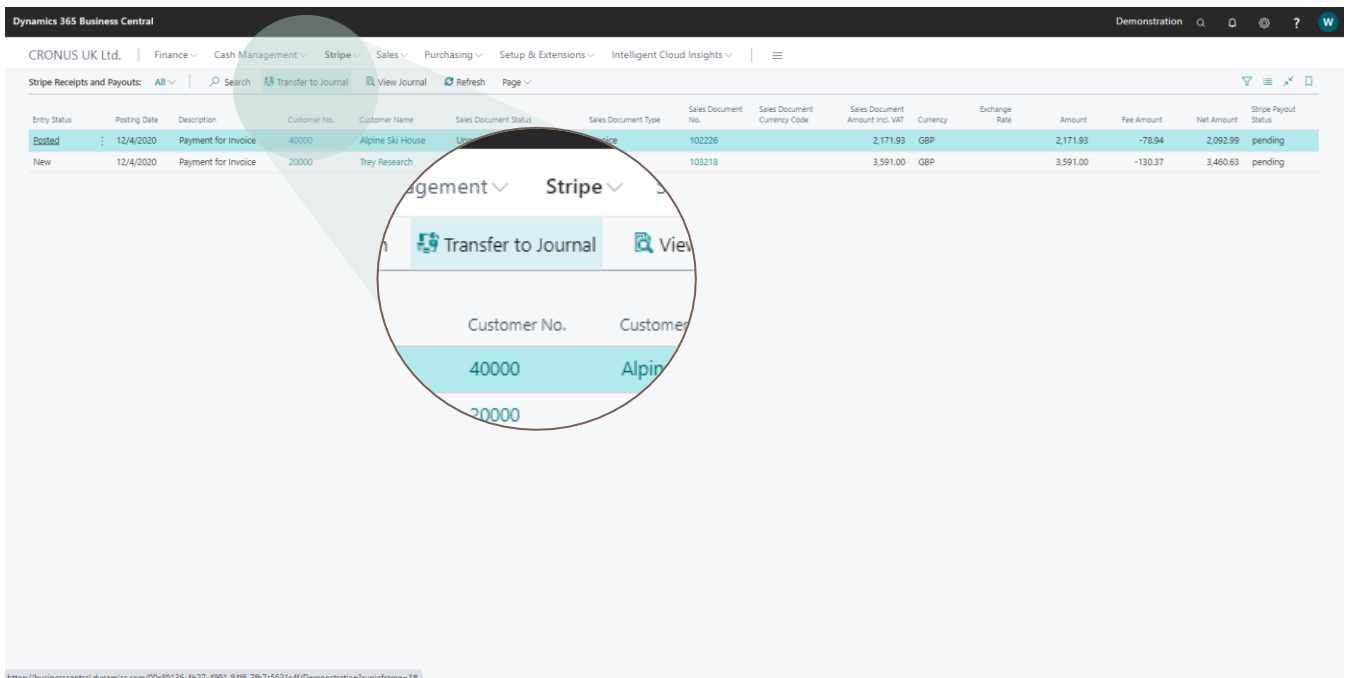 Dynamics 365 Business Central Demonstration ? W
CRONUS UK Ltd. Finance Cash Management Stripe Sales Purchasing Setup & Extensions Intelligent Cloud Insights
Stripe Receipts and Payouts: All Search Transfer to Journal View Journal Refresh Page
Entry Status Posting Date Description Customer No. Customer Name Sales Document Status Sales Document Type Sales Document No. Sales Document Currency Code Sales Document Amount Incl. VAT Currency Exchange Rate Amount Fee Amount Net Amount Stripe Payout Status
Posted 12/4/2020 Payment for Invoice 40000 Alpine Ski House 102226 2,171.93 GBP 2,171.93 -78.94 2,092.99 pending
New 12/4/2020 Payment for Invoice 20000 Trey Research 103218 3,591.00 GBP 3,591.00 -130.37 3,460.63 pending
agement Stripe S
Transfer to Journal View
Customer No. Customer
40000 Alpin
20000